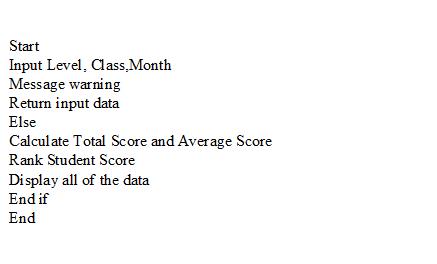 Start
Input Level, Class,Month
Message warning
Return input data
Else
Calculate Total Score and Average Score
Rank Student Score
Display all of the data
End if
End